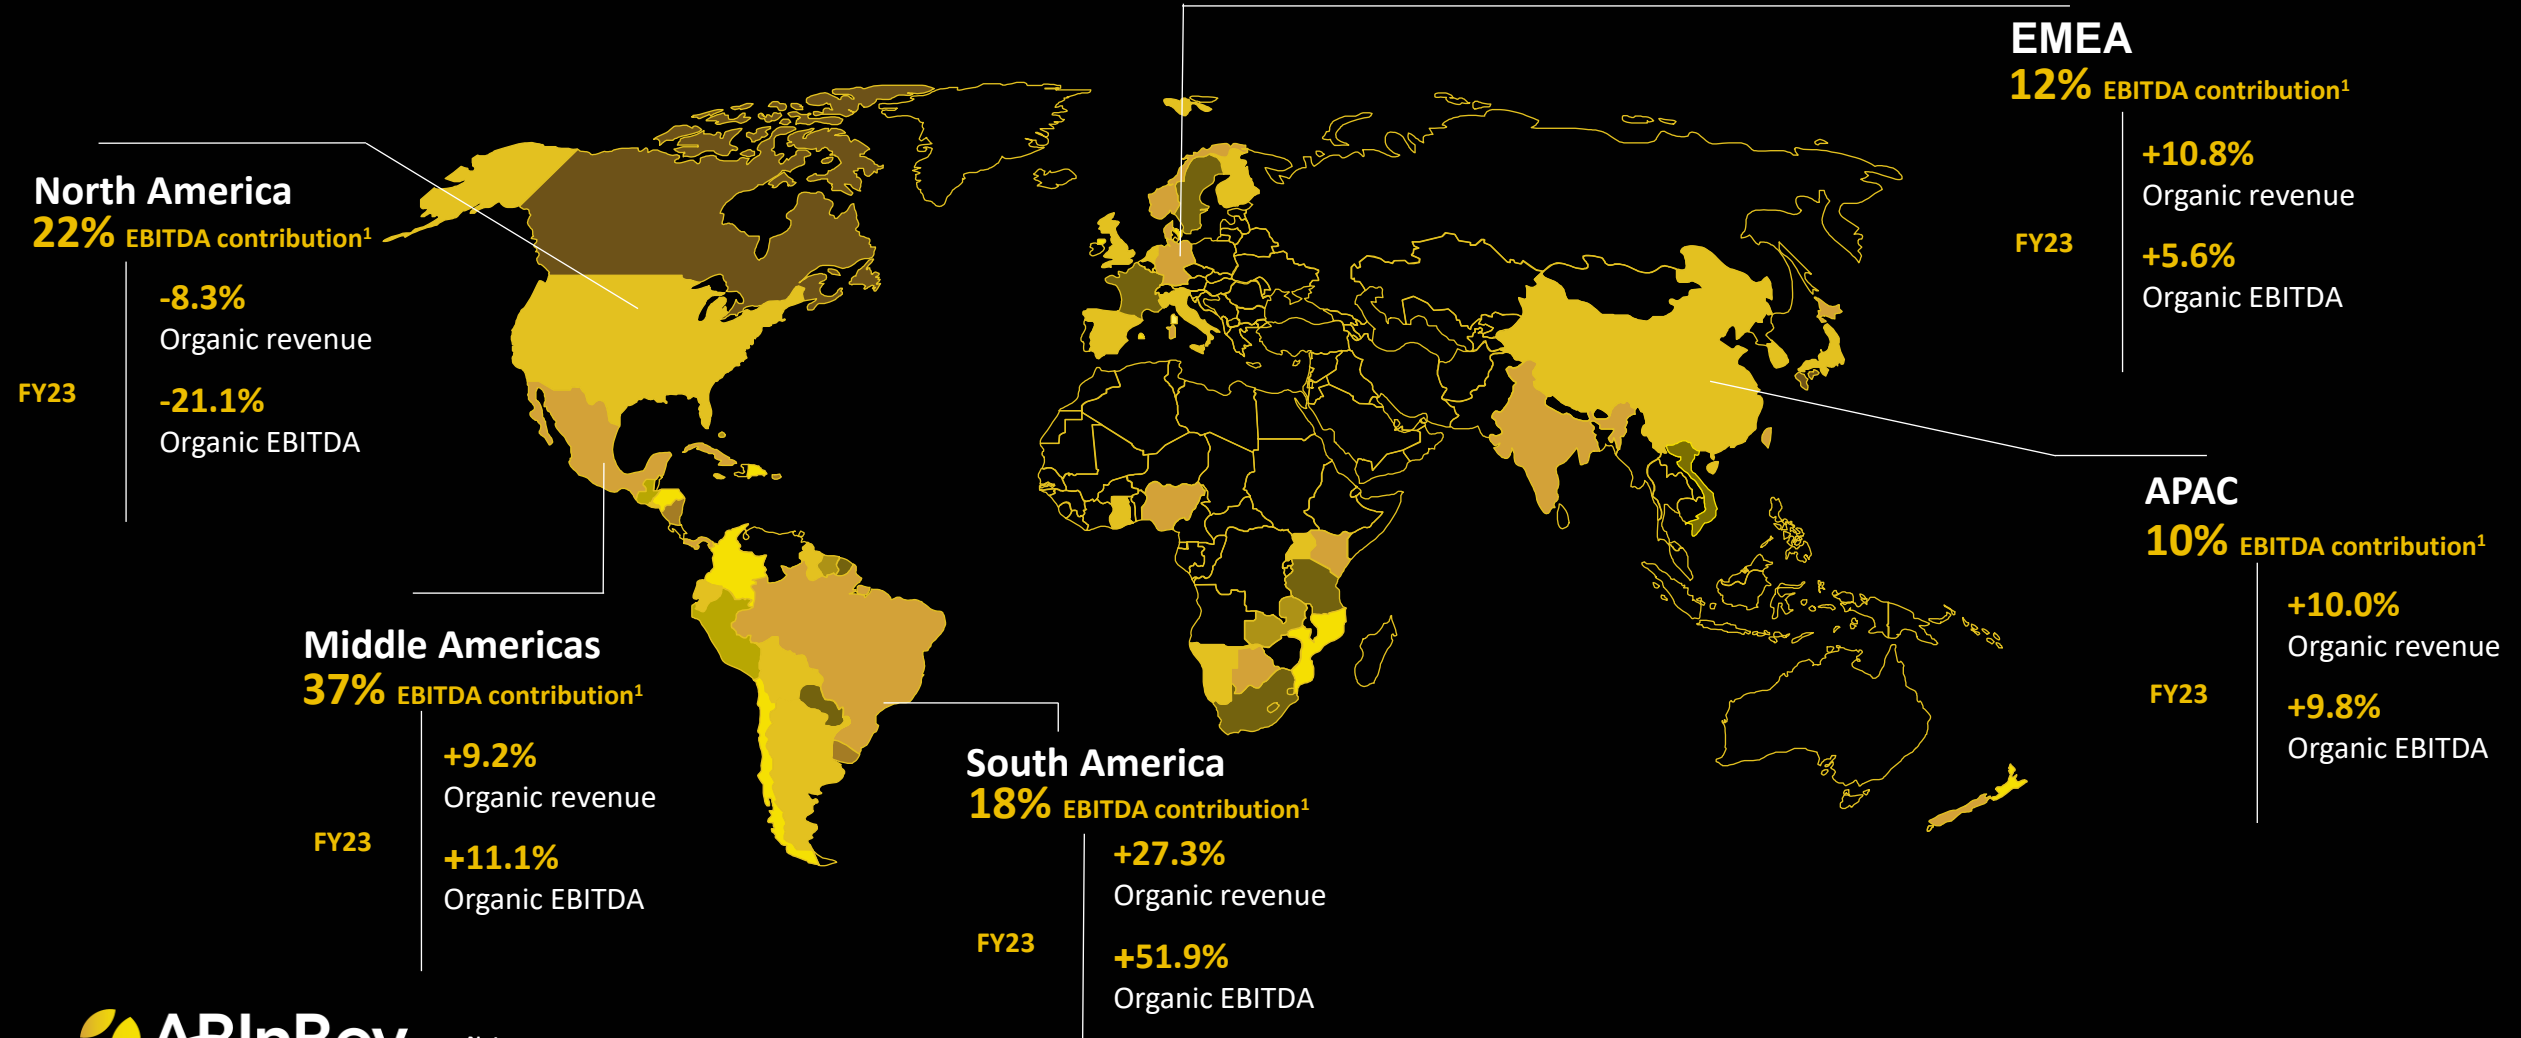 EMEA
12% EBITDA contribution¹
FY23
+10.8%
Organic revenue
+5.6%
Organic EBITDA
North America
22% EBITDA contribution¹
FY23
-8.3%
Organic revenue
-21.1%
Organic EBITDA
APAC
10% EBITDA contribution¹
FY23
+10.0%
Organic revenue
+9.8%
Organic EBITDA
Middle Americas
37% EBITDA contribution¹
FY23
+9.2%
Organic revenue
+11.1%
Organic EBITDA
South America
18% EBITDA contribution¹
FY23
+27.3%
Organic revenue
+51.9%
Organic EBITDA
ABInBev